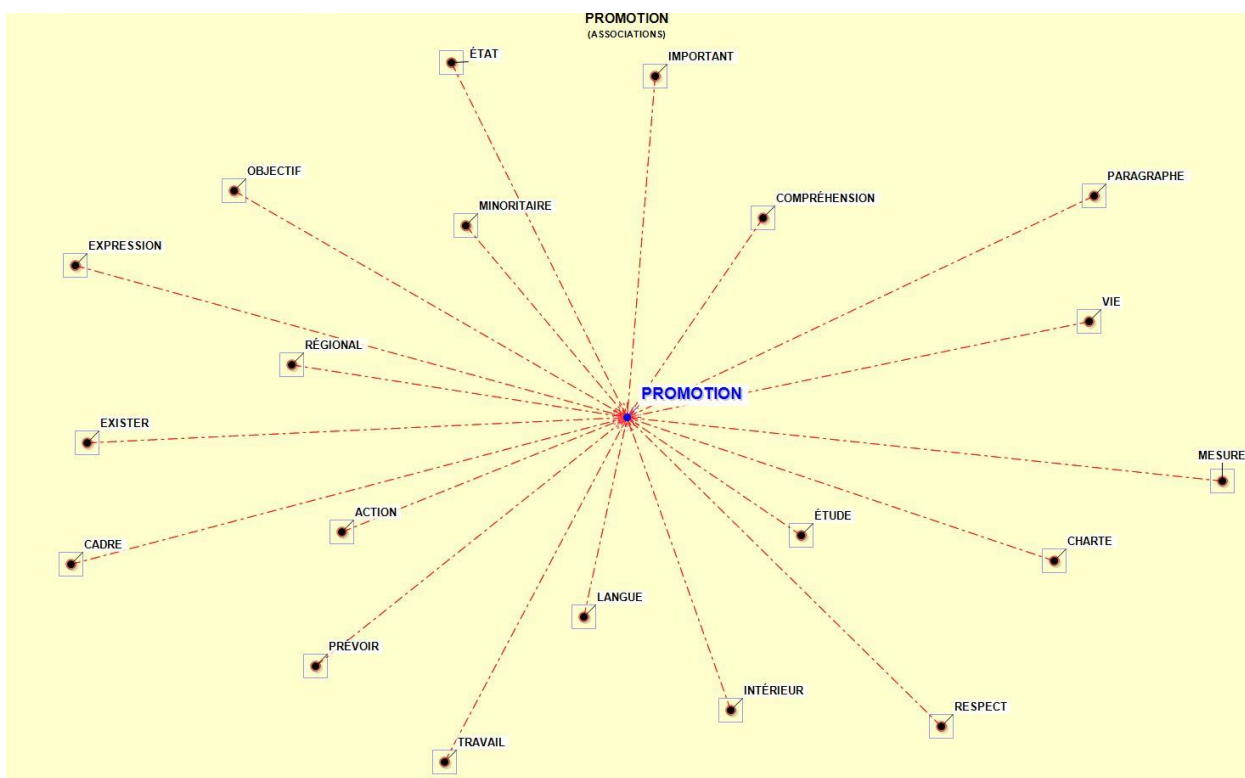 PROMOTION
(ASSOCIATIONS)
ÉTAT
IMPORTANT
OBJECTIF
PARAGRAPHE
MINORITAIRE
COMPRÉHENSION
EXPRESSION
VIE
RÉGIONAL
PROMOTION
EXISTER
MESURE
ACTION
ÉTUDE
CADRE
CHARTE
LANGUE
PRÉVOIR
INTÉRIEUR
RESPECT
TRAVAIL